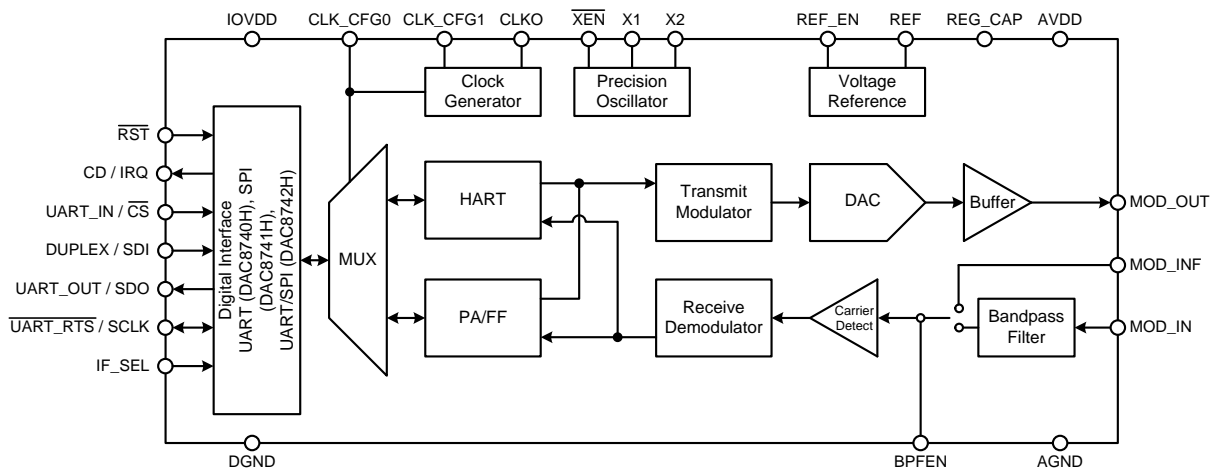 IOVDD
CLK_CFG0
CLK_CFG1
CLKO
XEN
X1
X2
REF_EN
REF
REG_CAP
AVDD
Clock
Generator
Precision
Oscillator
Voltage
Reference
RST
CD / IRQ
UART_IN / CS
DUPLEX / SDI
UART_OUT / SDO
UART_RTS / SCLK
IF_SEL
Digital Interface
UART (DAC8740H), SPI
(DAC8741H),
UART/SPI (DAC8742H)
MUX
HART
PA/FF
Transmit
Modulator
DAC
Buffer
MOD_OUT
Receive
Demodulator
Carrier
Detect
Bandpass
Filter
MOD_INF
MOD_IN
DGND
BPFEN
AGND